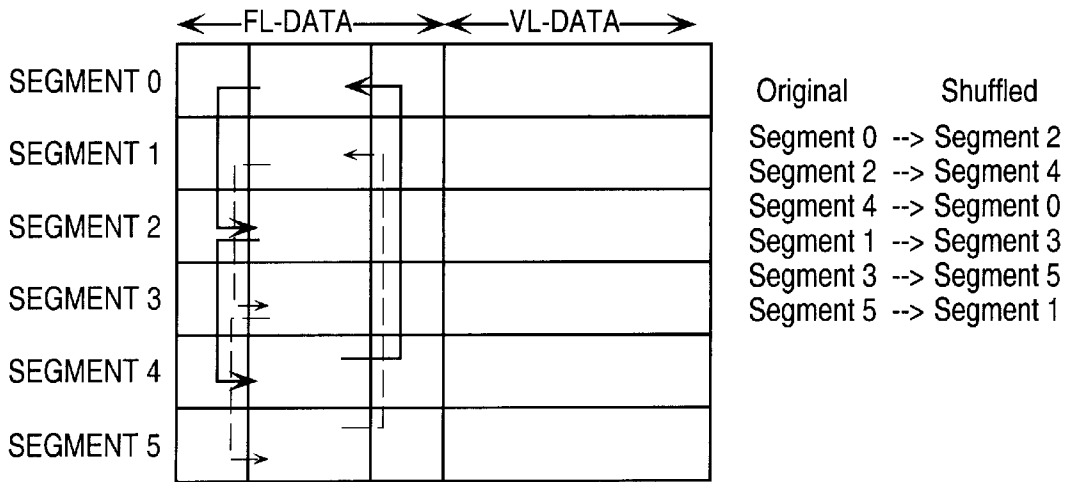 FL-DATA VL-DATA
SEGMENT 0
SEGMENT 1
SEGMENT 2
SEGMENT 3
SEGMENT 4
SEGMENT 5
Original Shuffled
Segment 0 --> Segment 2
Segment 2 --> Segment 4
Segment 4 --> Segment 0
Segment 1 --> Segment 3
Segment 3 --> Segment 5
Segment 5 --> Segment 1